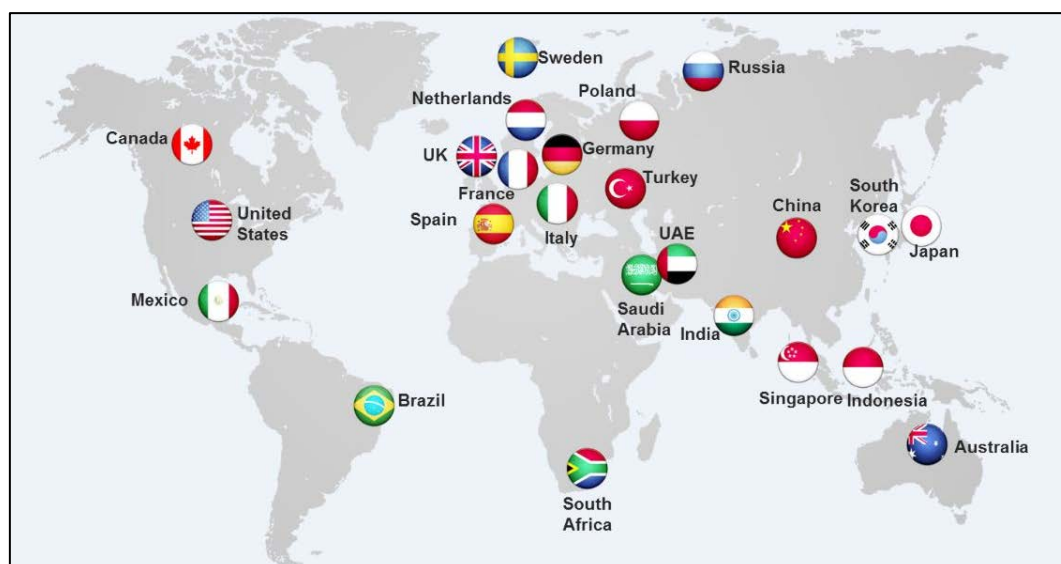 Sweden
Russia
Netherlands
Poland
Canada
UK
Germany
France
Turkey
United
States
Spain
Italy
UAE
China
South
Korea
Japan
Mexico
Saudi
Arabia
India
Singapore
Indonesia
Brazil
Australia
South
Africa